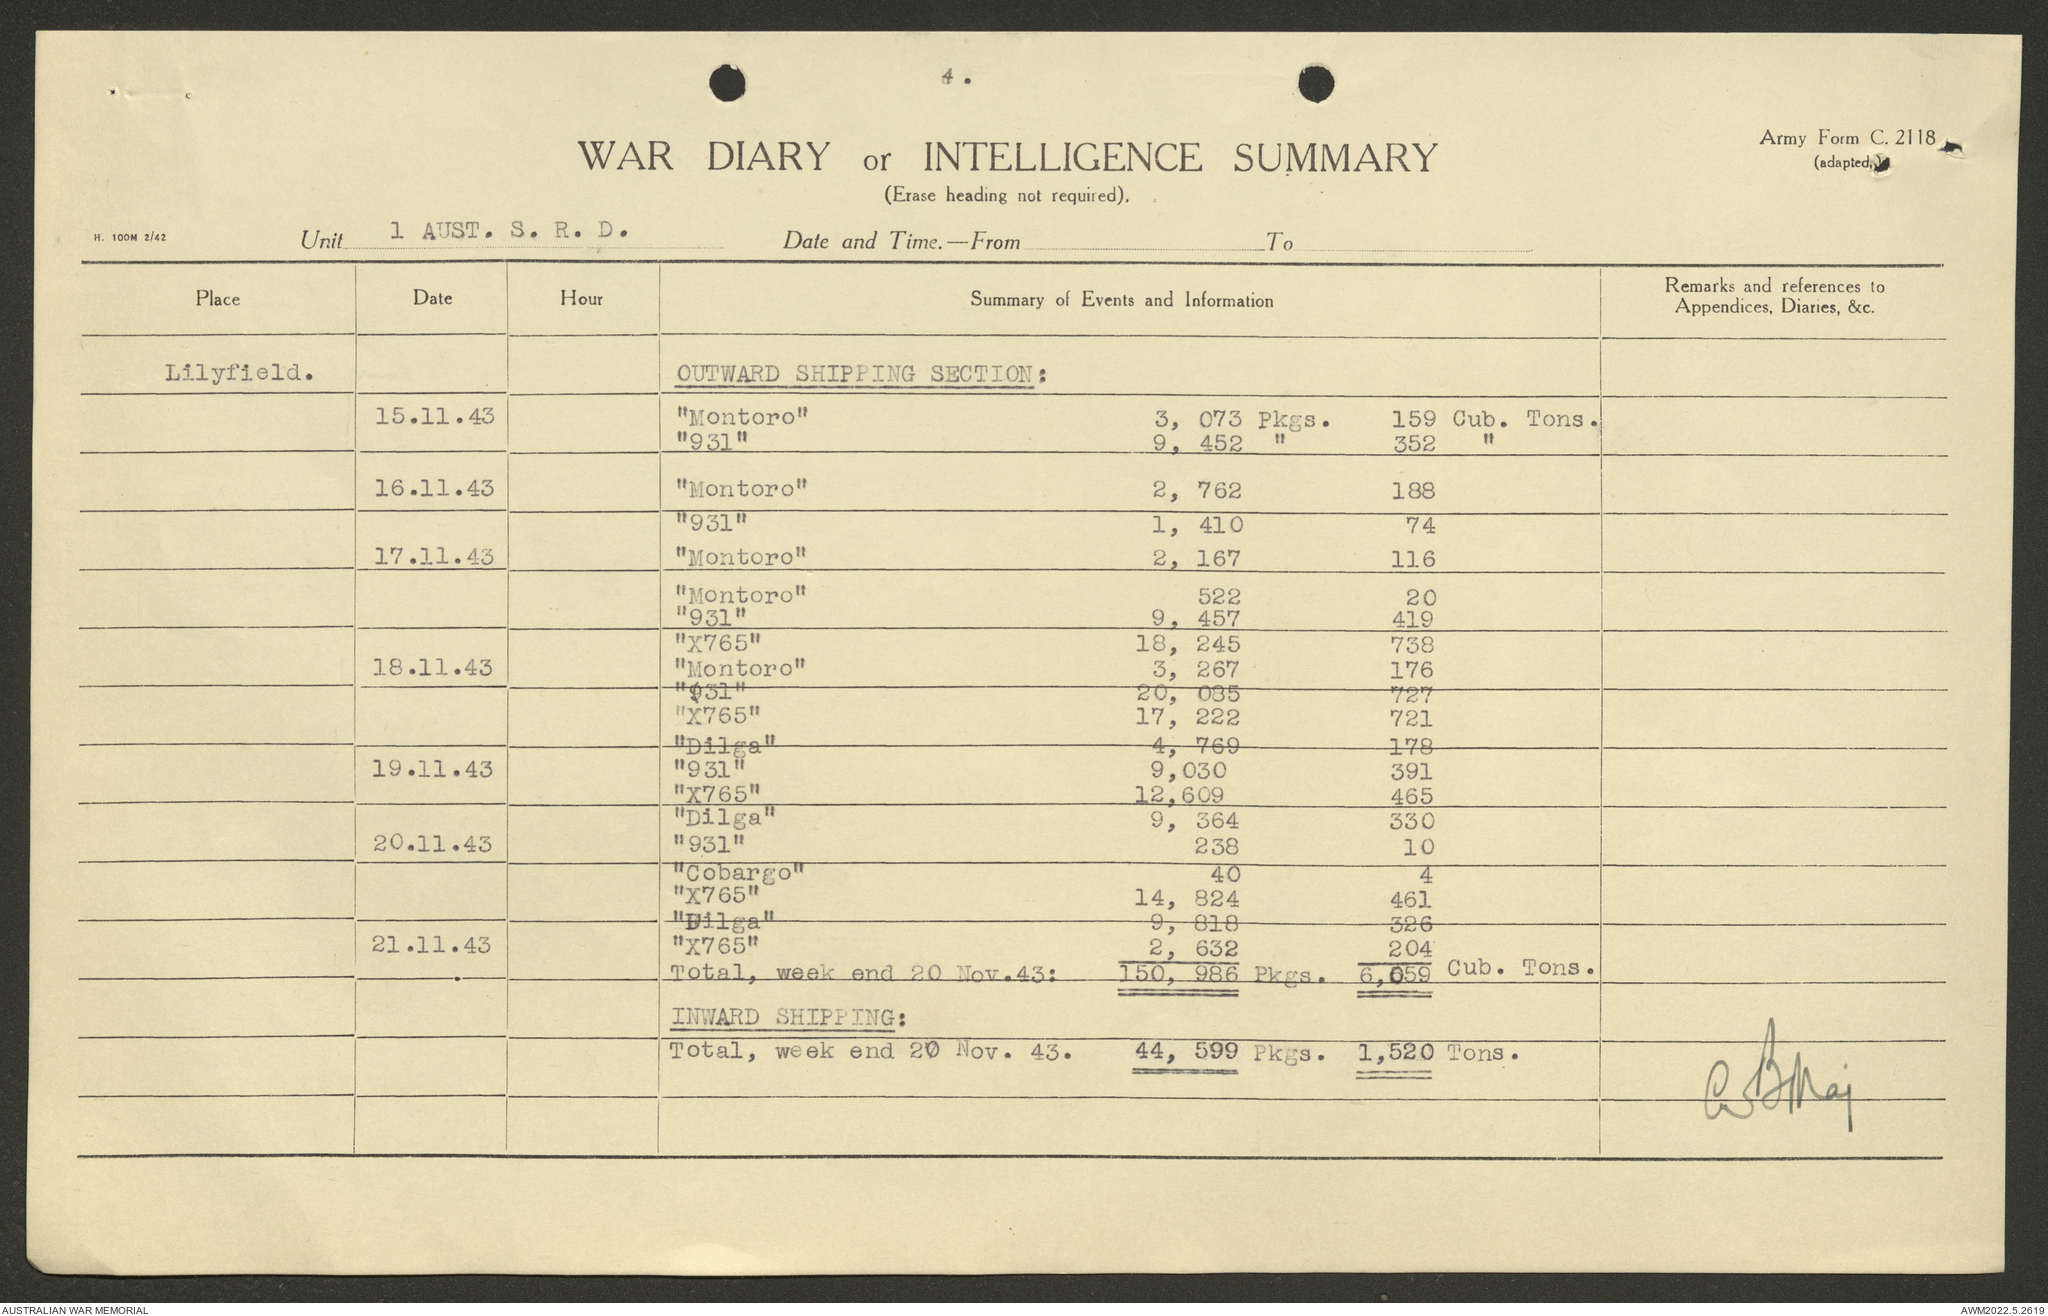 4.
WAR DIARY or INTELLIGENCE SUMMARY
Army Form C. 2118
(adapted.)
(Erase heading not required).
H. 100M 2/42
Unit 1 AUST. S. R. D. Date and Time.—From To
Place Date Hour Summary of Events and Information Remarks and references to
Appendices, Diaries, &c.
Lilyfield. OUTWARD SHIPPING SECTION:
15.11.43 "Montoro" 3, 073 Pkgs. 159 Cub. Tons.
"931" 9, 452 " 352 "
16.11.43 "Montoro" 2, 762 188
"931" 1, 410 74
17.11.43 "Montoro" 2, 167 116
"Montoro" 522 20
"931" 9, 457 419
"X765" 18, 245 738
18.11.43 "Montoro" 3, 267 176
"931" 20, 085 727
"X765" 17, 222 721
"Dilga" 4, 769 178
19.11.43 "931" 9,030 391
"X765" 12,609 465
"Dilga" 9, 364 330
20.11.43 "931" 238 10
"Cobargo" 40 4
"X765" 14, 824 461
"Dilga" 9, 818 326
21.11.43 "X765" 2, 632 204
Total, week end 20 Nov.43: 150, 986 Pkgs. 6,059 Cub. Tons.
INWARD SHIPPING:
Total, week end 20 Nov. 43. 44, 599 Pkgs. 1,520 Tons.
Maj
AUSTRALIAN WAR MEMORIAL
AWM2022.5.2619